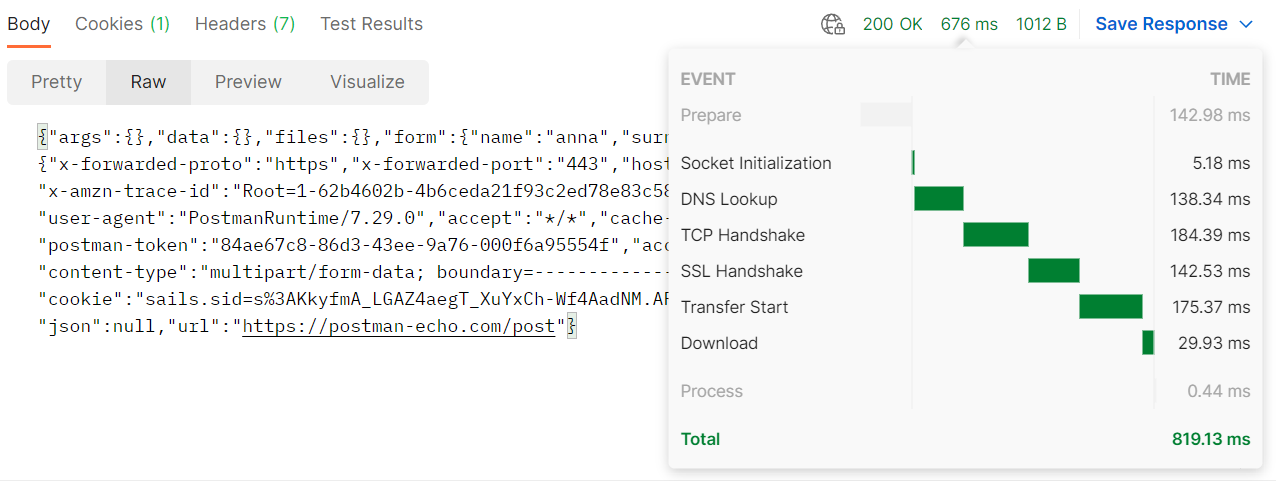 Body Cookies (1) Headers (7) Test Results 200 OK 676 ms 1012 B Save Response
Pretty Raw Preview Visualize
{"args":{},"data":{},"files":{},"form":{"name":"anna","surn
{"x-forwarded-proto":"https","x-forwarded-port":"443","host
"x-amzn-trace-id":"Root=1-62b4602b-4b6ceda21f93c2ed78e83c58
"user-agent":"PostmanRuntime/7.29.0","accept":"*/*","cache-
"postman-token":"84ae67c8-86d3-43ee-9a76-000f6a95554f","acc
"content-type":"multipart/form-data; boundary=-------------
"cookie":"sails.sid=s%3AKkyfmA_LGAZ4aegT_XuYxCh-Wf4AadNM.AF
"json":null,"url":"https://postman-echo.com/post"}
EVENT TIME
Prepare 142.98 ms
Socket Initialization 5.18 ms
DNS Lookup 138.34 ms
TCP Handshake 184.39 ms
SSL Handshake 142.53 ms
Transfer Start 175.37 ms
Download 29.93 ms
Process 0.44 ms
Total 819.13 ms